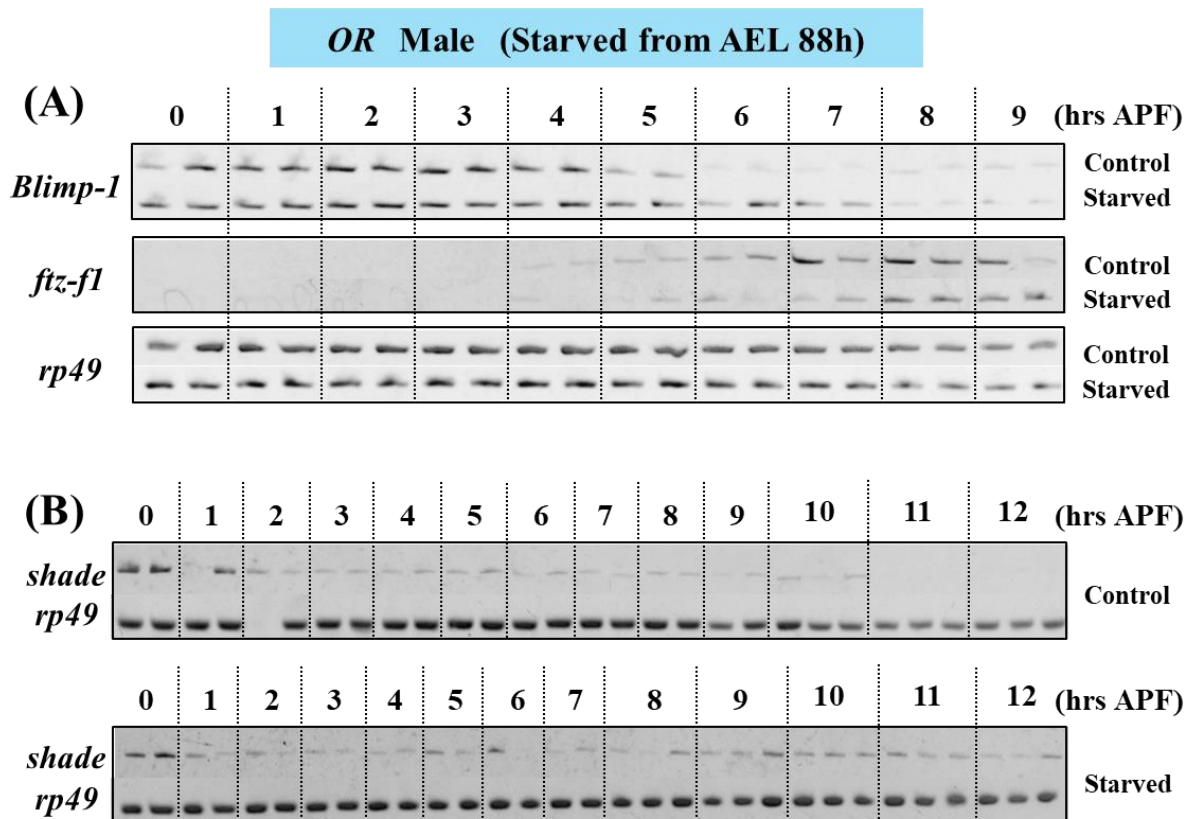 OR Male (Starved from AEL 88h)
(A)
0 1 2 3 4 5 6 7 8 9 (hrs APF)
Blimp-1
Control
Starved
ftz-f1
Control
Starved
rp49
Control
Starved
(B)
0 1 2 3 4 5 6 7 8 9 10 11 12 (hrs APF)
shade
rp49
Control
0 1 2 3 4 5 6 7 8 9 10 11 12 (hrs APF)
shade
rp49
Starved